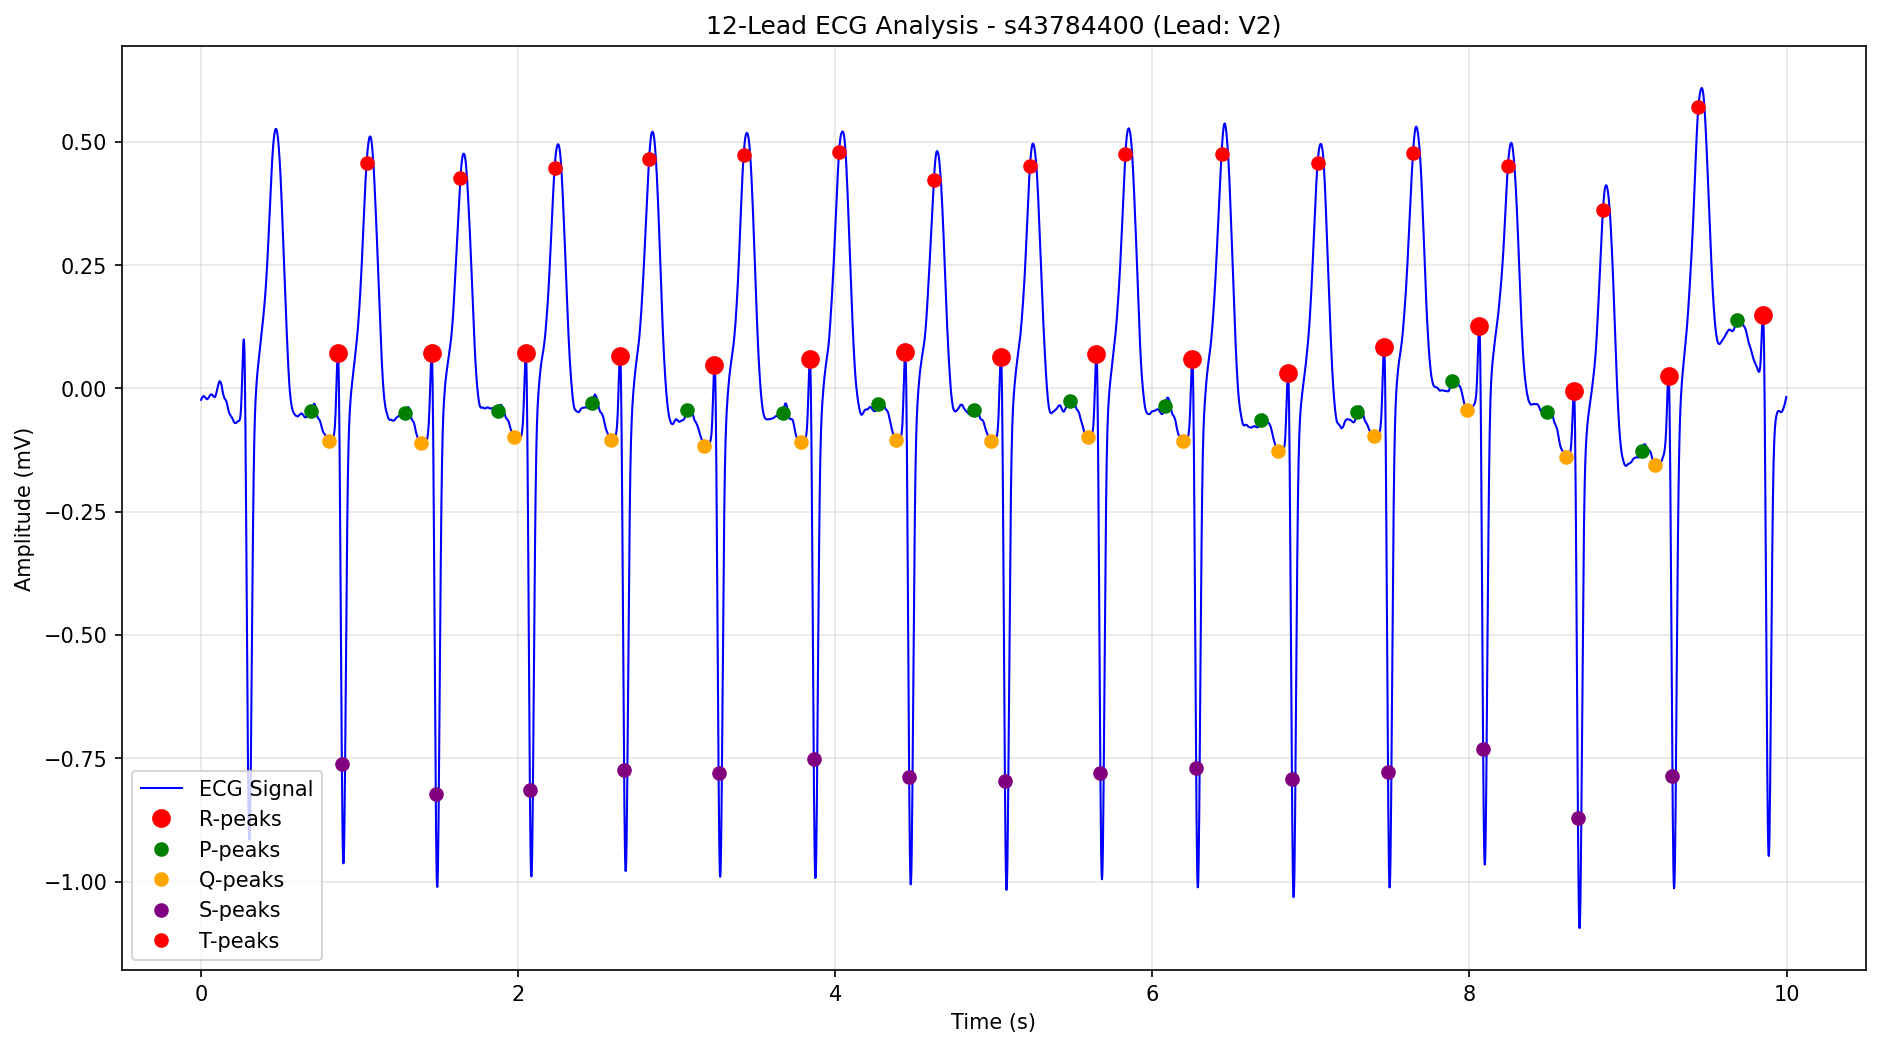 12-Lead ECG Analysis - s43784400 (Lead: V2)
Amplitude (mV)
0.50
0.25
0.00
−0.25
−0.50
−0.75
−1.00
ECG Signal
R-peaks
P-peaks
Q-peaks
S-peaks
T-peaks
0 2 4 6 8 10
Time (s)